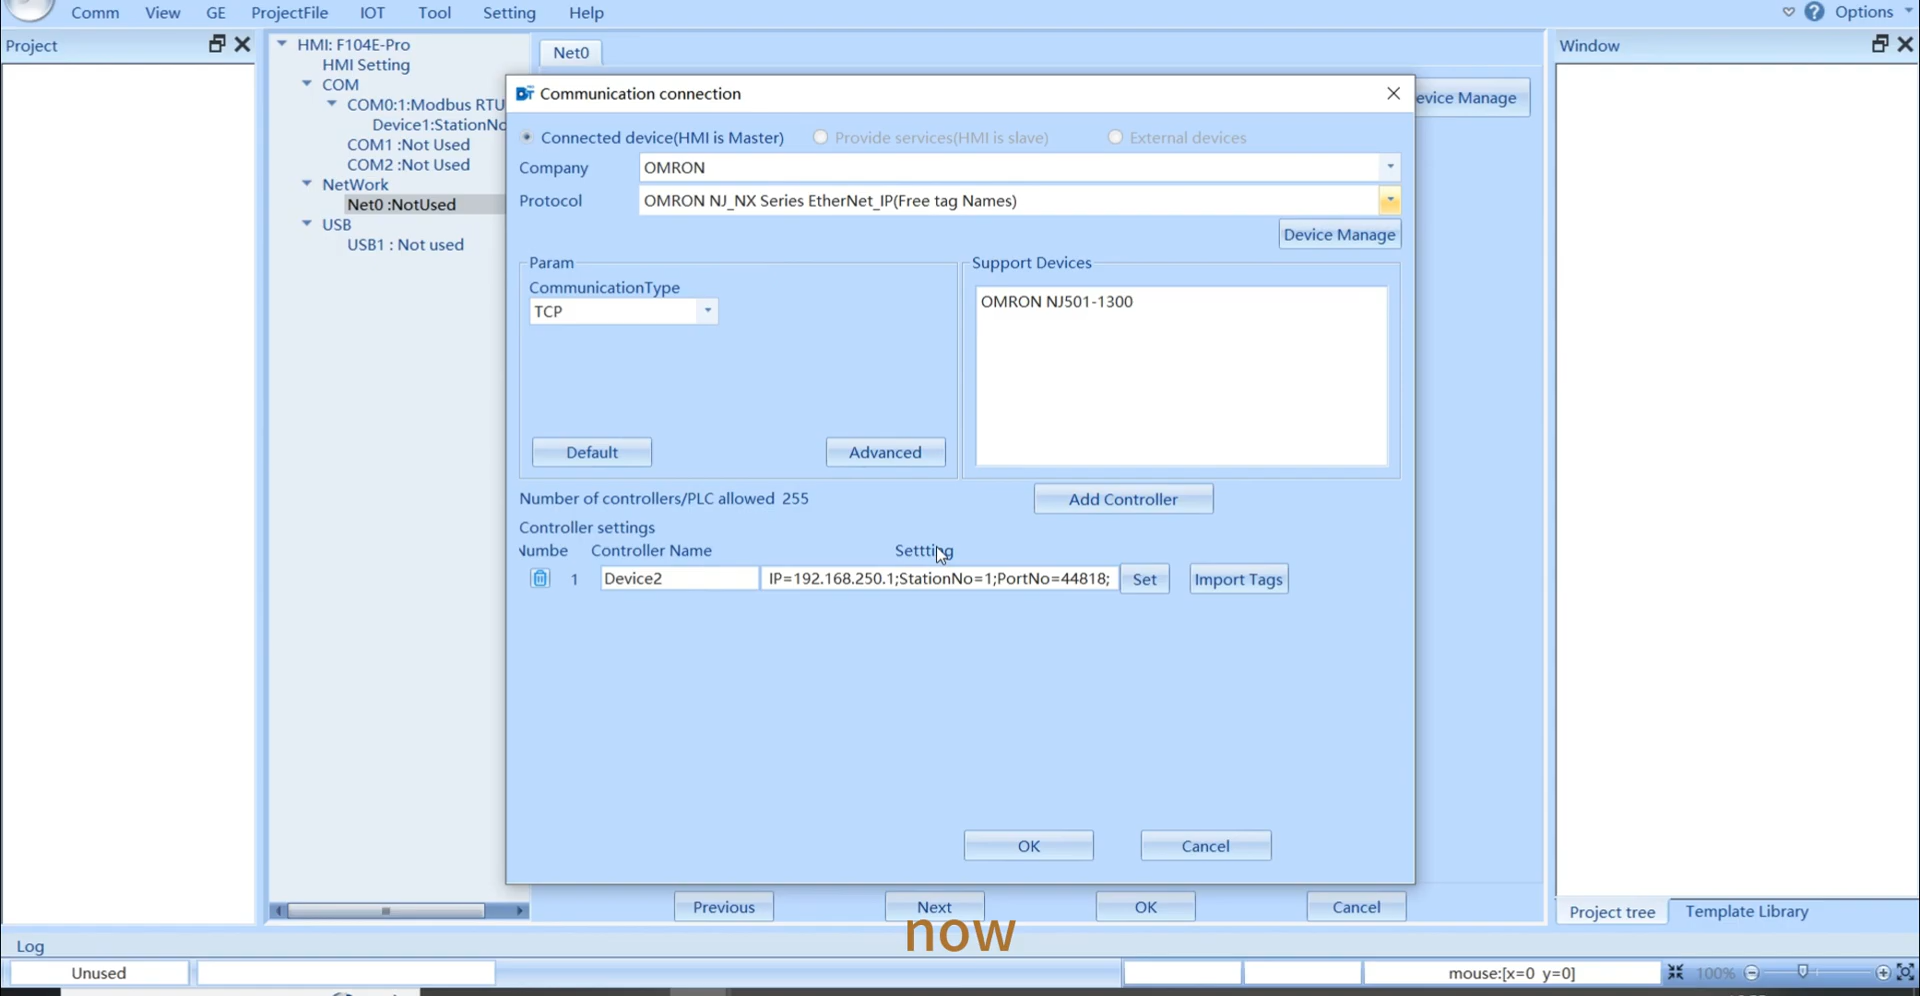 Comm View GE ProjectFile IOT Tool Setting Help Options
Project
HMI: F104E-Pro
HMI Setting
COM
COM0:1:Modbus RTU
Device1:StationNo
COM1 :Not Used
COM2 :Not Used
NetWork
Net0 :NotUsed
USB
USB1 : Not used
Net0
evice Manage
Window
Communication connection
Connected device(HMI is Master) Provide services(HMI is slave) External devices
Company OMRON
Protocol OMRON NJ_NX Series EtherNet_IP(Free tag Names)
Device Manage
Param
CommunicationType
TCP
Default Advanced
Support Devices
OMRON NJ501-1300
Number of controllers/PLC allowed 255 Add Controller
Controller settings
Numbe Controller Name Settting
1 Device2 IP=192.168.250.1;StationNo=1;PortNo=44818; Set Import Tags
OK Cancel
Previous Next OK Cancel
now
Project tree Template Library
Log
Unused mouse:[x=0 y=0] 100%